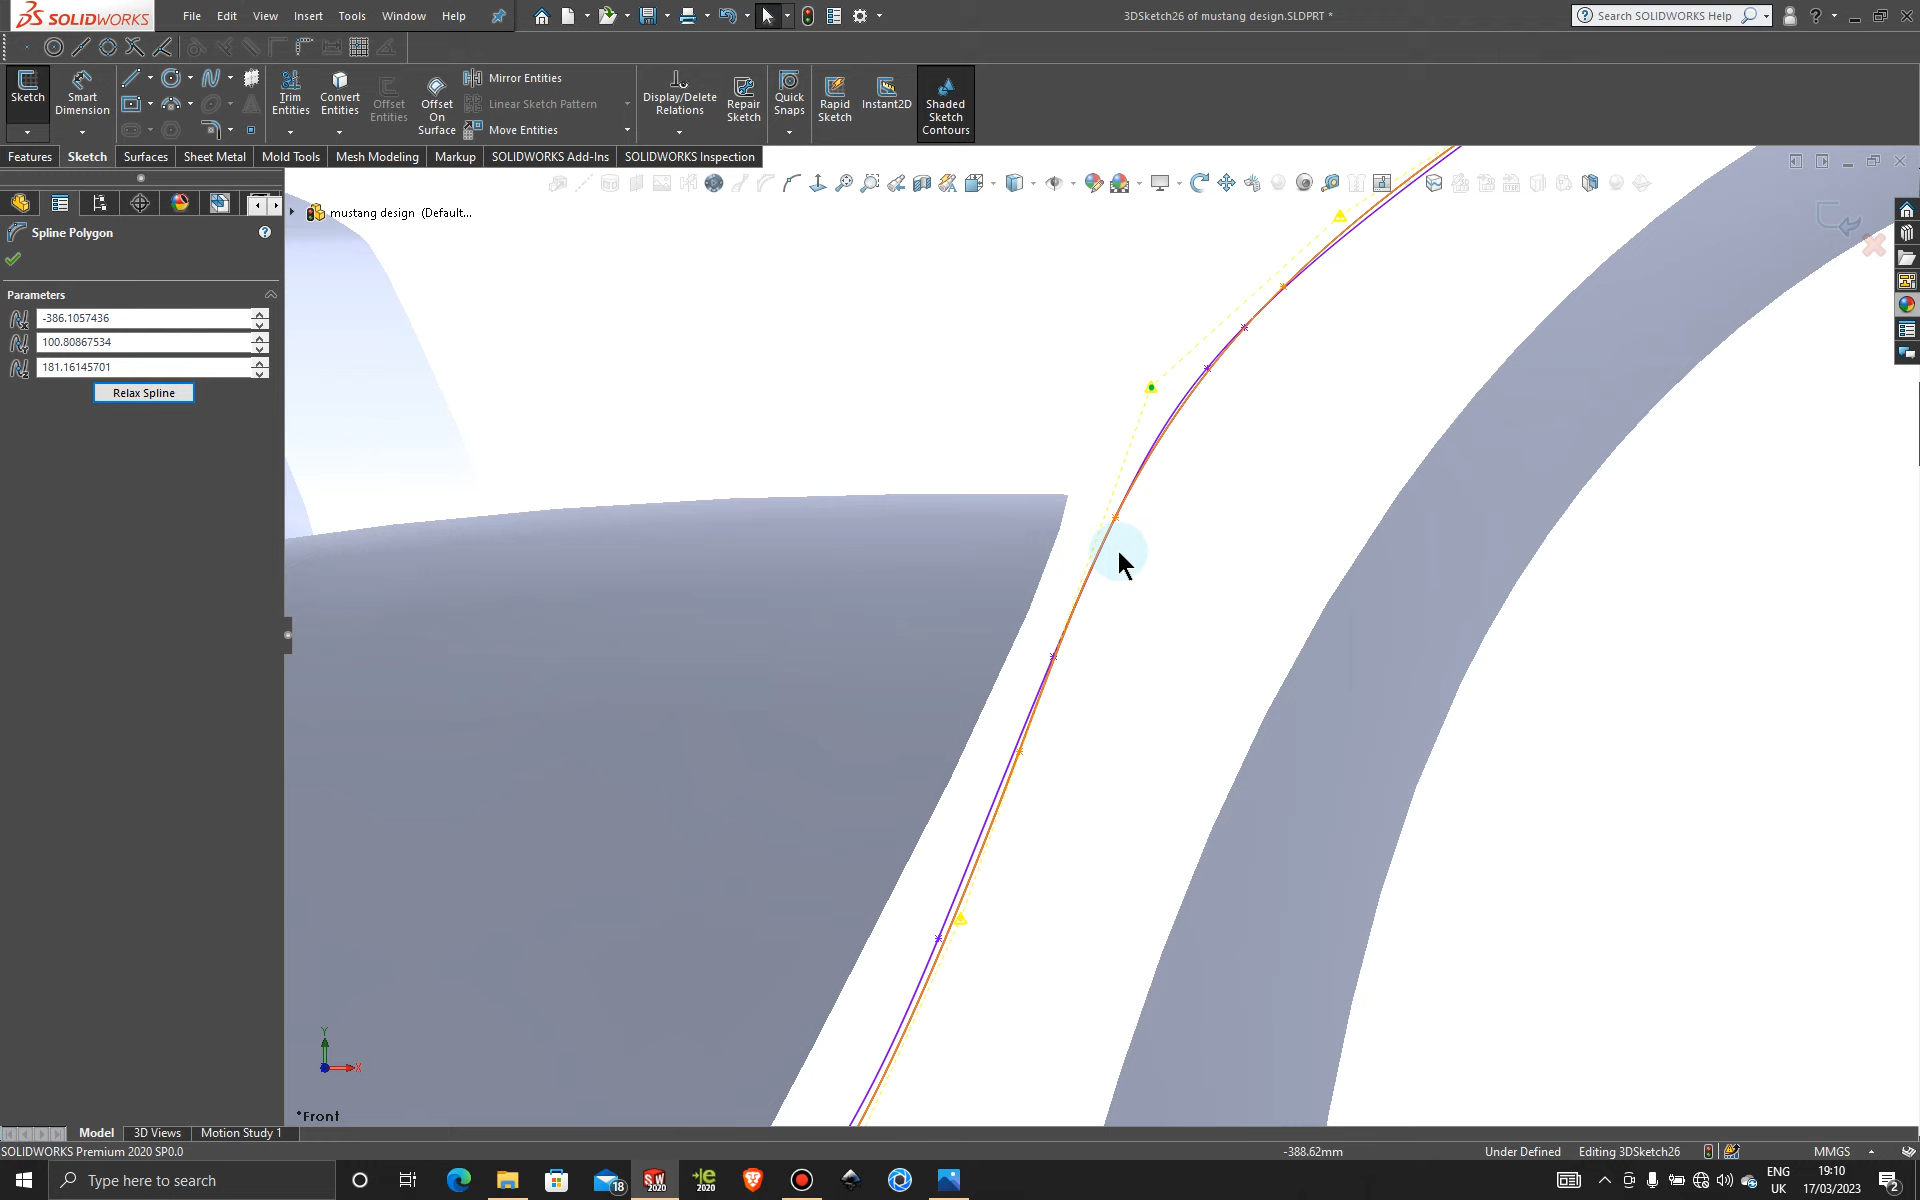 SOLIDWORKS
File Edit View Insert Tools Window Help
3DSketch26 of mustang design.SLDPRT *
Search SOLIDWORKS Help
Sketch
Smart Dimension
Trim Entities
Convert Entities
Offset Entities
Offset On Surface
Mirror Entities
Linear Sketch Pattern
Move Entities
Display/Delete Relations
Repair Sketch
Quick Snaps
Rapid Sketch
Instant2D
Shaded Sketch Contours
Features Sketch Surfaces Sheet Metal Mold Tools Mesh Modeling Markup SOLIDWORKS Add-Ins SOLIDWORKS Inspection
mustang design (Default...
Spline Polygon
Parameters
-386.1057436
100.80867534
181.16145701
Relax Spline
Y
X
*Front
Model 3D Views Motion Study 1
SOLIDWORKS Premium 2020 SP0.0
-388.62mm Under Defined Editing 3DSketch26 MMGS
Type here to search
18
SW 2020
e 2020
ENG UK
19:10
17/03/2023
2